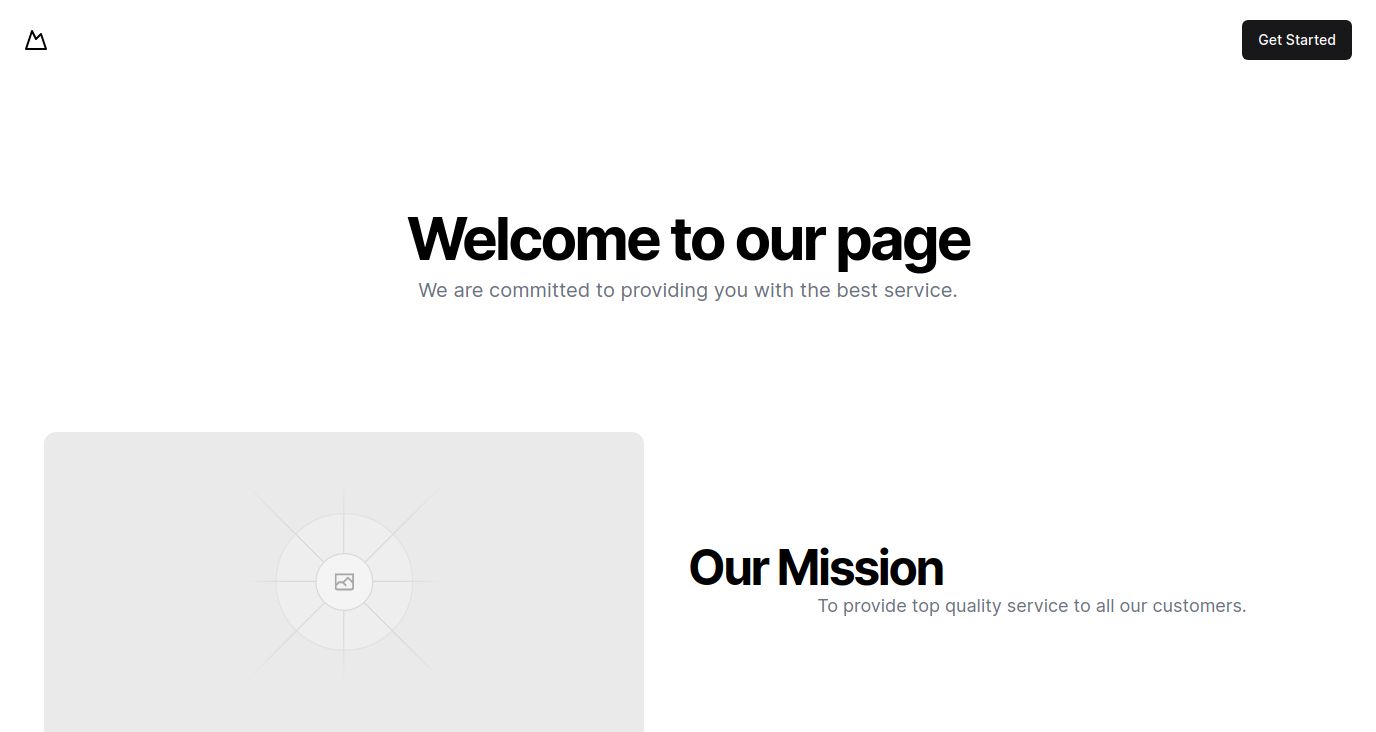 Get Started
Welcome to our page
We are committed to providing you with the best service.
Our Mission
To provide top quality service to all our customers.